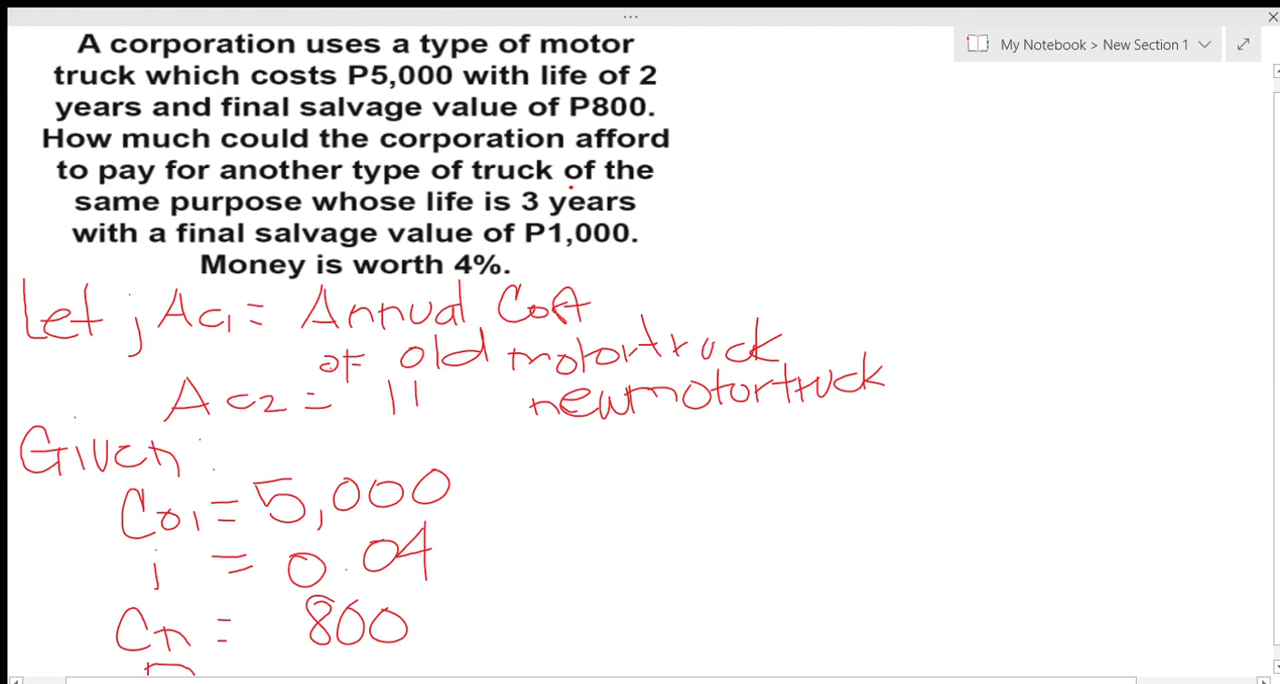 A corporation uses a type of motor
truck which costs P5,000 with life of 2
years and final salvage value of P800.
How much could the corporation afford
to pay for another type of truck of the
same purpose whose life is 3 years
with a final salvage value of P1,000.
Money is worth 4%.
My Notebook > New Section 1
Let ; AC1 = Annual Cost
of old motortruck
AC2 = 11 newmotortruck
Given:
Co1 = 5,000
i = 0.04
Cn = 800